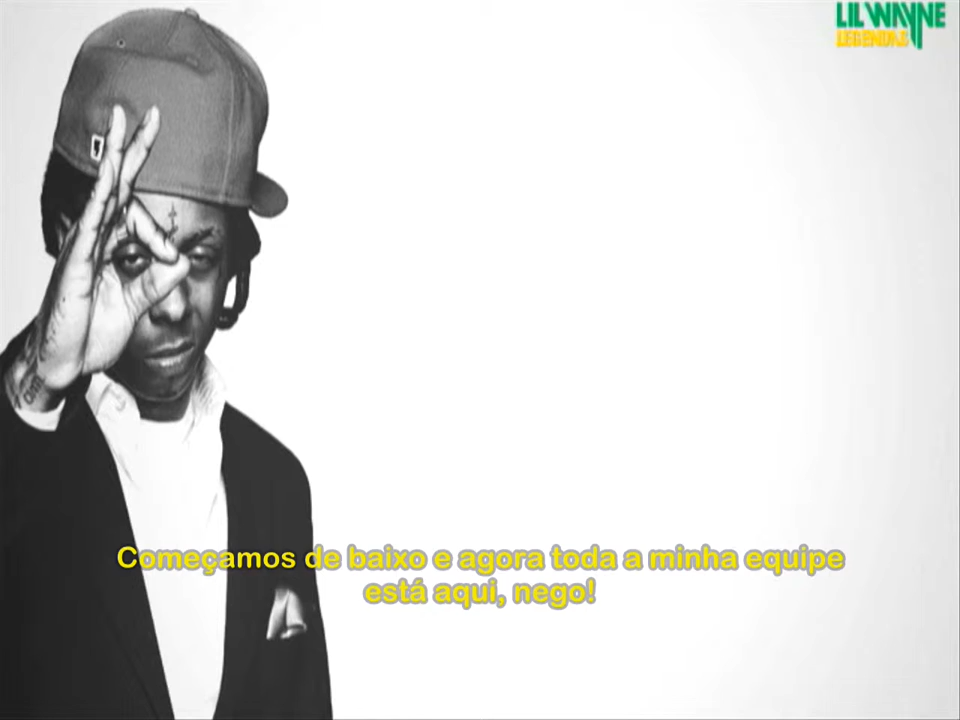 LIL WAYNE
LEGENDAS
Começamos de baixo e agora toda a minha equipe
está aqui, nego!